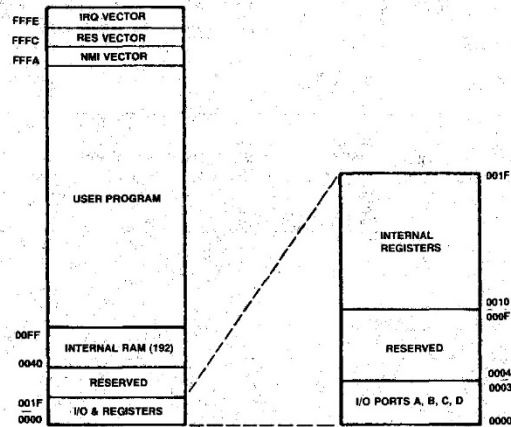 FFFE IRQ VECTOR
FFFC RES VECTOR
FFFA NMI VECTOR
USER PROGRAM
00FF
INTERNAL RAM (192)
0040
RESERVED
001F
I/O & REGISTERS
0000
001F
INTERNAL
REGISTERS
0010
000F
RESERVED
0004
0003
I/O PORTS A, B, C, D
0000